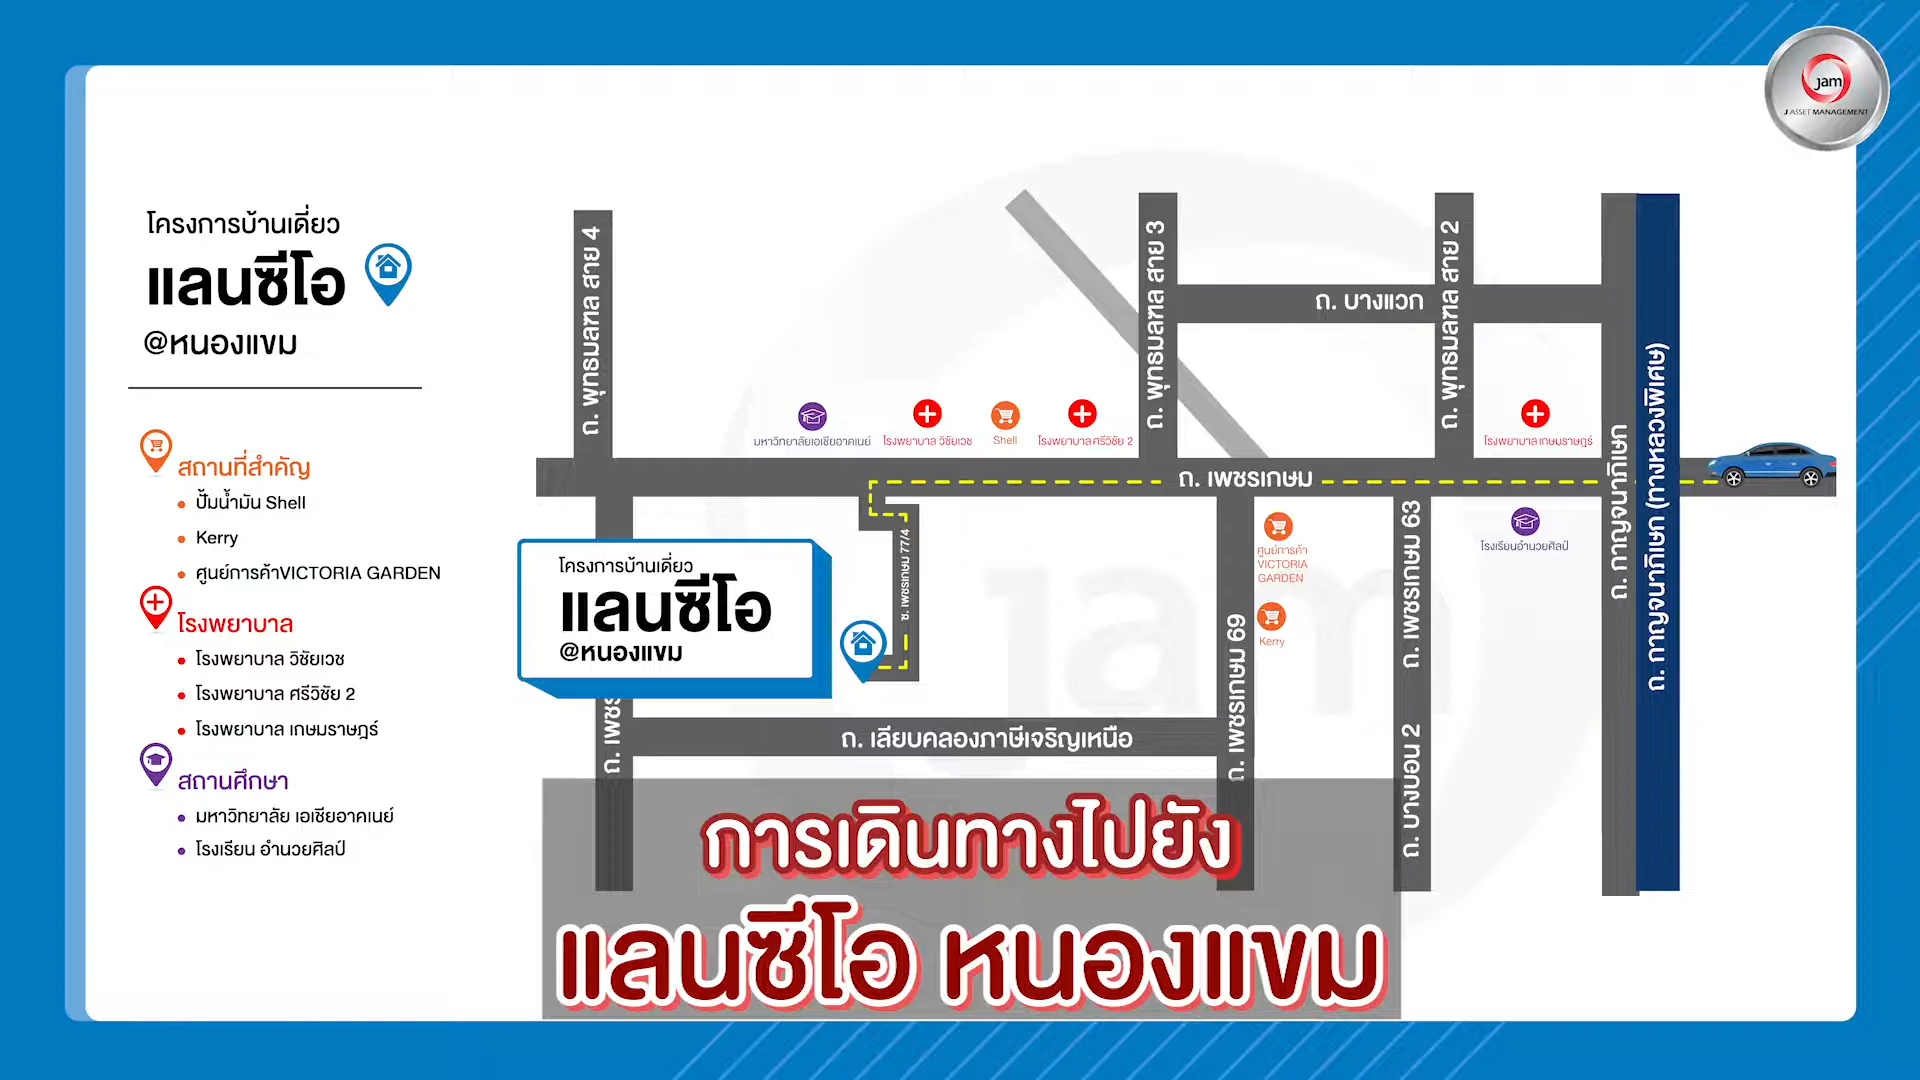 jam
J ASSET MANAGEMENT
โครงการบ้านเดี่ยว
แลนซีโอ
@หนองแขม
สถานที่สำคัญ
ปั๊มน้ำมัน Shell
Kerry
ศูนย์การค้าVICTORIA GARDEN
โรงพยาบาล
โรงพยาบาล วิชัยเวช
โรงพยาบาล ศรีวิชัย 2
โรงพยาบาล เกษมราษฎร์
สถานศึกษา
มหาวิทยาลัย เอเชียอาคเนย์
โรงเรียน อำนวยศิลป์
ถ. พุทธมลฑล สาย 4
ถ. พุทธมลฑล สาย 3
ถ. พุทธมลฑล สาย 2
ถ. บางแวก
มหาวิทยาลัยเอเชียอาคเนย์
โรงพยาบาล วิชัยเวช
Shell
โรงพยาบาลศรีวิชัย 2
โรงพยาบาลเกษมราษฎร์
ถ. เพชรเกษม
ถ. กาญจนาภิเษก
ถ. กาญจนาภิเษก (ทางหลวงพิเศษ)
โรงเรียนอำนวยศิลป์
ศูนย์การค้า
VICTORIA
GARDEN
Kerry
ซ. เพชรเกษม 77/4
โครงการบ้านเดี่ยว
แลนซีโอ
@หนองแขม
ถ. เพชร
ถ. เพชรเกษม 69
ถ. เพชรเกษม 63
ถ. บางบอน 2
ถ. เลียบคลองภาษีเจริญเหนือ
jam
การเดินทางไปยัง
แลนซีโอ หนองแขม